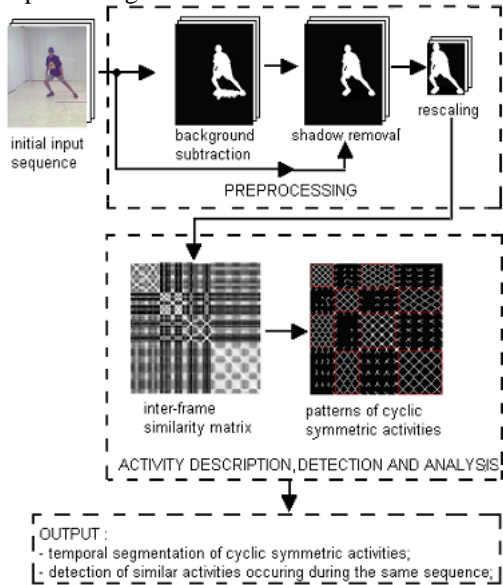 initial input
sequence
background
subtraction
shadow removal
rescaling
PREPROCESSING
inter-frame
similarity matrix
patterns of cyclic
symmetric activities
ACTIVITY DESCRIPTION,DETECTION AND ANALYSIS
OUTPUT :
- temporal segmentation of cyclic symmetric activities;
- detection of similar activities occuring during the same sequence;